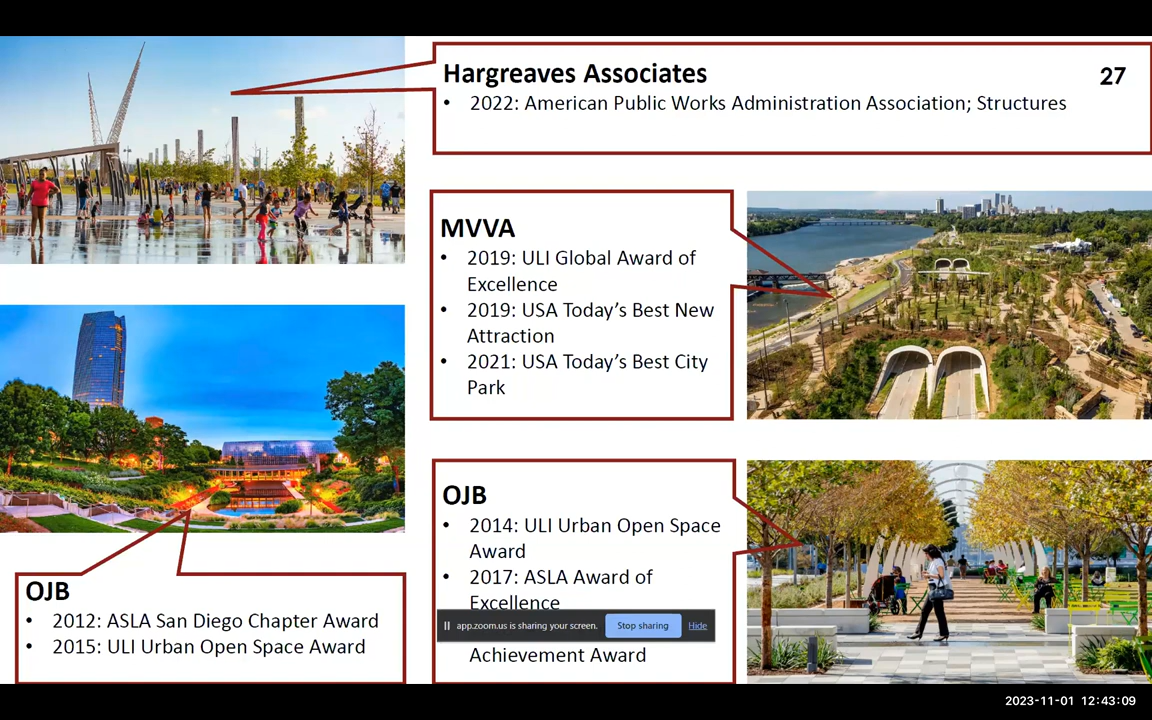 Hargreaves Associates
27
• 2022: American Public Works Administration Association; Structures
MVVA
• 2019: ULI Global Award of
Excellence
• 2019: USA Today's Best New
Attraction
• 2021: USA Today's Best City
Park
OJB
• 2014: ULI Urban Open Space
Award
• 2017: ASLA Award of
Excellence
app.zoom.us is sharing your screen.
Stop sharing
Hide
Achievement Award
OJB
• 2012: ASLA San Diego Chapter Award
• 2015: ULI Urban Open Space Award
2023-11-01 12:43:09